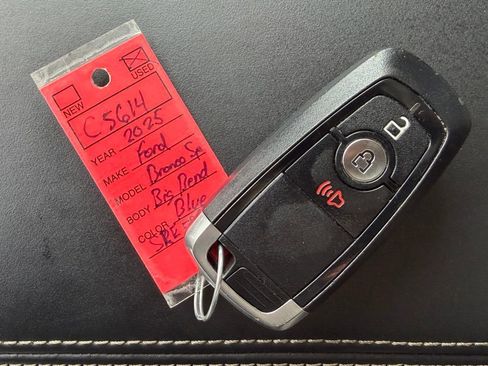 NEW
USED
C5614
YEAR 2025
MAKE Ford
MODEL Bronco Sp
BODY Big Bend
COLOR Blue